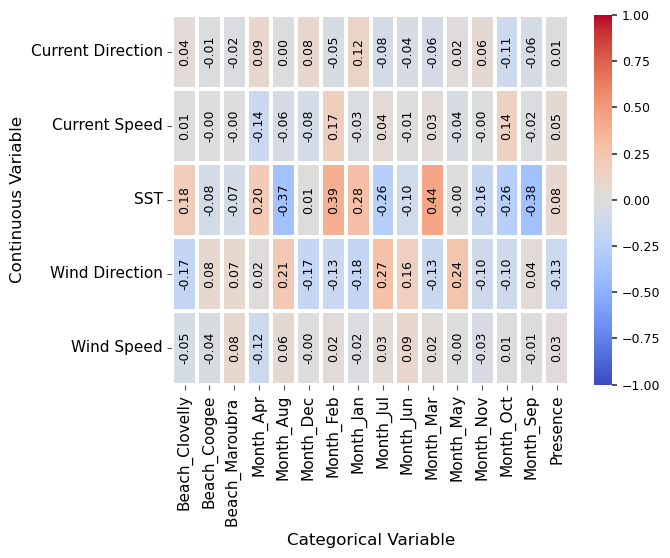 Continuous Variable
Current Direction 0.04 -0.01 -0.02 0.09 0.00 0.08 -0.05 0.12 -0.08 -0.04 -0.06 0.02 0.06 -0.11 -0.06 0.01
Current Speed 0.01 -0.00 -0.00 -0.14 -0.06 -0.08 0.17 -0.03 0.04 -0.01 0.03 -0.04 -0.00 0.14 -0.02 0.05
SST 0.18 -0.08 -0.07 0.20 -0.37 0.01 0.39 0.28 -0.26 -0.10 0.44 -0.00 -0.16 -0.26 -0.38 0.08
Wind Direction -0.17 0.08 0.07 0.02 0.21 -0.17 -0.13 -0.18 0.27 0.16 -0.13 0.24 -0.10 -0.10 0.04 -0.13
Wind Speed -0.05 -0.04 0.08 -0.12 0.06 -0.00 0.02 -0.02 0.03 0.09 0.02 -0.00 -0.03 0.01 -0.01 0.03
Beach_Clovelly
Beach_Coogee
Beach_Maroubra
Month_Apr
Month_Aug
Month_Dec
Month_Feb
Month_Jan
Month_Jul
Month_Jun
Month_Mar
Month_May
Month_Nov
Month_Oct
Month_Sep
Presence
Categorical Variable
1.00
0.75
0.50
0.25
0.00
−0.25
−0.50
−0.75
−1.00